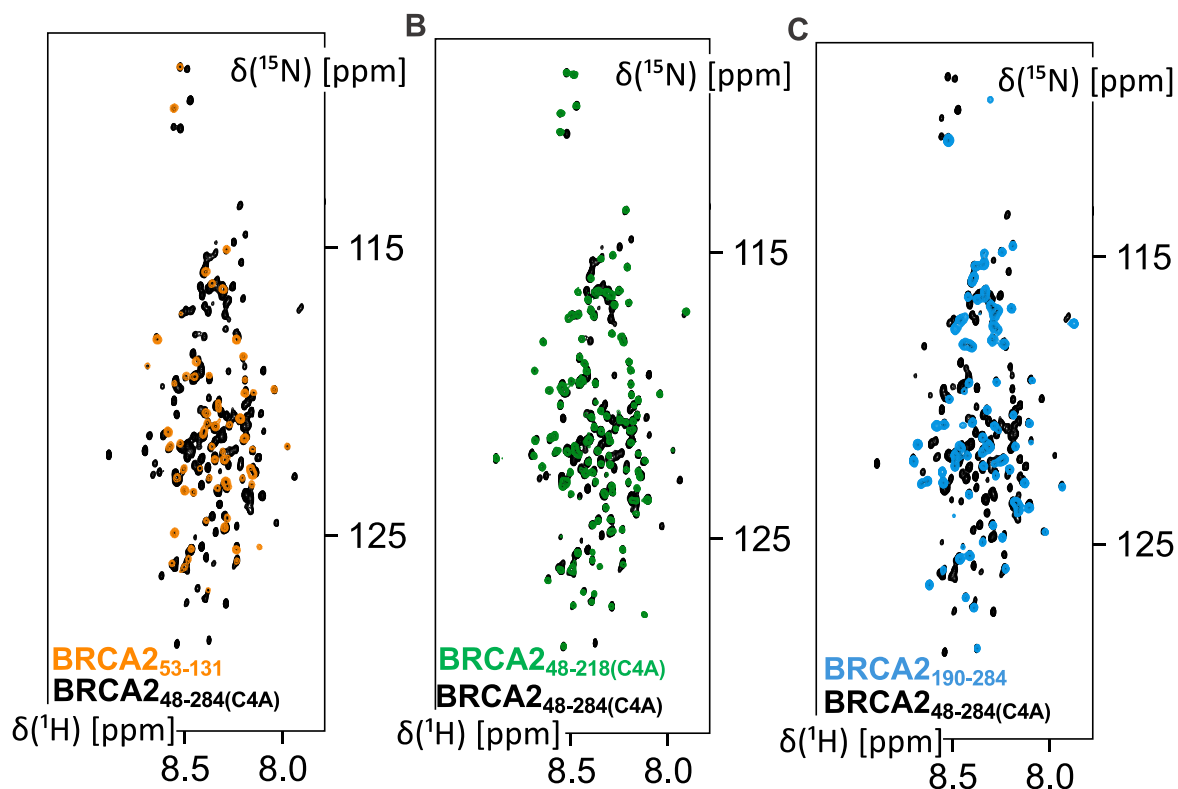 B
C
δ(¹⁵N) [ppm]
δ(¹⁵N) [ppm]
δ(¹⁵N) [ppm]
115
115
115
125
125
125
BRCA2₅₃₋₁₃₁
BRCA2₄₈₋₂₈₄(C4A)
BRCA2₄₈₋₂₁₈(C4A)
BRCA2₄₈₋₂₈₄(C4A)
BRCA2₁₉₀₋₂₈₄
BRCA2₄₈₋₂₈₄(C4A)
δ(¹H) [ppm]
δ(¹H) [ppm]
δ(¹H) [ppm]
8.5 8.0
8.5 8.0
8.5 8.0